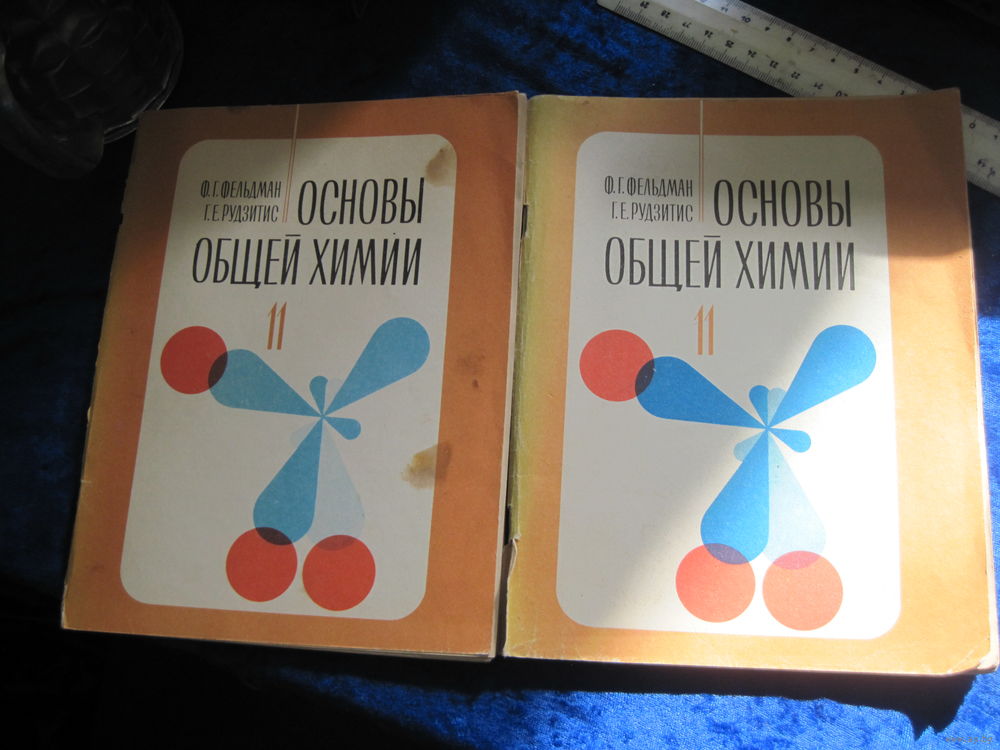 Ф.Г.ФЕЛЬДМАН
Г.Е.РУДЗИТИС
ОСНОВЫ
ОБЩЕЙ ХИМИИ
11
Ф.Г.ФЕЛЬДМАН
Г.Е.РУДЗИТИС
ОСНОВЫ
ОБЩЕЙ ХИМИИ
11